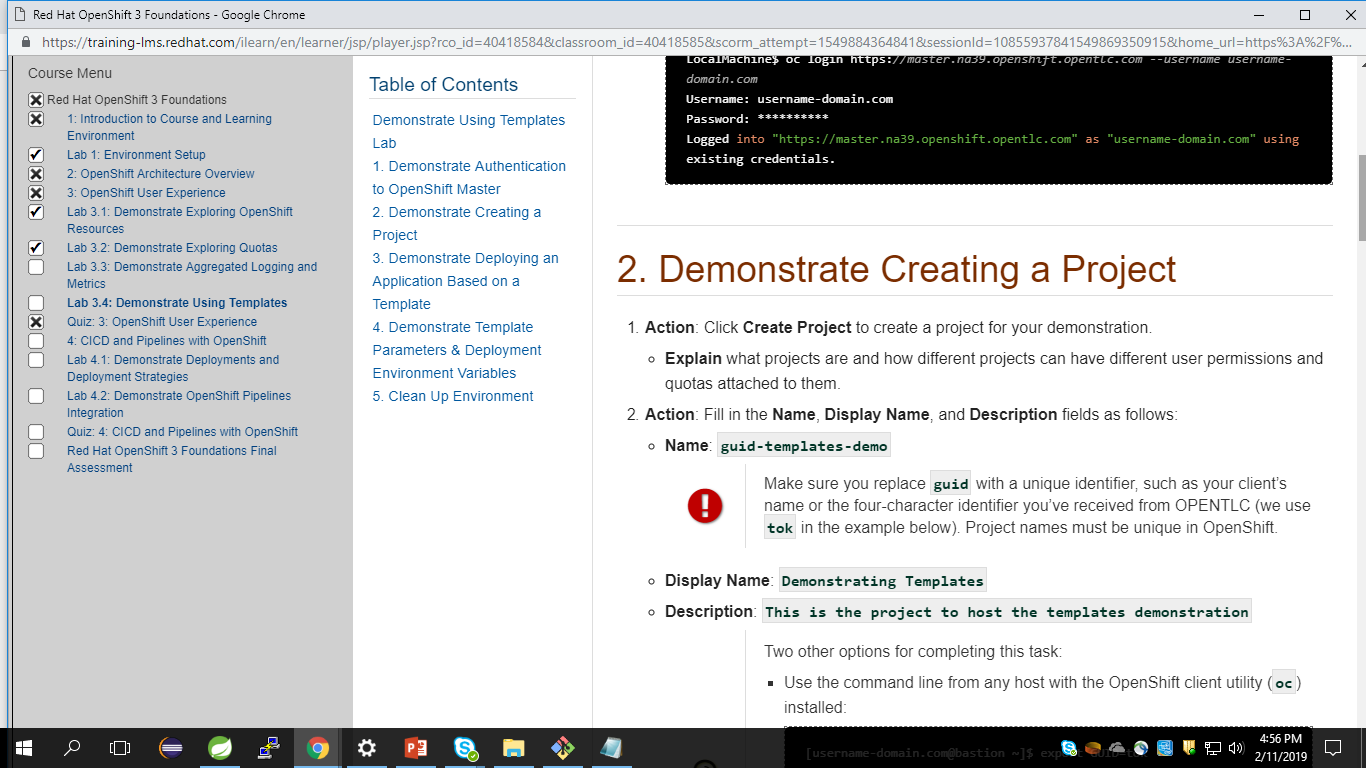 Red Hat OpenShift 3 Foundations - Google Chrome
https://training-lms.redhat.com/ilearn/en/learner/jsp/player.jsp?rco_id=40418584&classroom_id=40418585&scorm_attempt=1549884364841&sessionId=10855937841549869350915&home_url=https%3A%2F%...
Course Menu
Red Hat OpenShift 3 Foundations
1: Introduction to Course and Learning
Environment
Lab 1: Environment Setup
2: OpenShift Architecture Overview
3: OpenShift User Experience
Lab 3.1: Demonstrate Exploring OpenShift
Resources
Lab 3.2: Demonstrate Exploring Quotas
Lab 3.3: Demonstrate Aggregated Logging and
Metrics
Lab 3.4: Demonstrate Using Templates
Quiz: 3: OpenShift User Experience
4: CICD and Pipelines with OpenShift
Lab 4.1: Demonstrate Deployments and
Deployment Strategies
Lab 4.2: Demonstrate OpenShift Pipelines
Integration
Quiz: 4: CICD and Pipelines with OpenShift
Red Hat OpenShift 3 Foundations Final
Assessment
Table of Contents
Demonstrate Using Templates
Lab
1. Demonstrate Authentication
to OpenShift Master
2. Demonstrate Creating a
Project
3. Demonstrate Deploying an
Application Based on a
Template
4. Demonstrate Template
Parameters & Deployment
Environment Variables
5. Clean Up Environment
LocalMachine$ oc login https://master.na39.openshift.opentlc.com --username username-
domain.com
Username: username-domain.com
Password: **********
Logged into "https://master.na39.openshift.opentlc.com" as "username-domain.com" using
existing credentials.
2. Demonstrate Creating a Project
1. Action: Click Create Project to create a project for your demonstration.
Explain what projects are and how different projects can have different user permissions and
quotas attached to them.
2. Action: Fill in the Name, Display Name, and Description fields as follows:
Name: guid-templates-demo
Make sure you replace guid with a unique identifier, such as your client's
name or the four-character identifier you've received from OPENTLC (we use
tok in the example below). Project names must be unique in OpenShift.
Display Name: Demonstrating Templates
Description: This is the project to host the templates demonstration
Two other options for completing this task:
Use the command line from any host with the OpenShift client utility (oc)
installed:
[username-domain.com@bastion ~]$
4:56 PM
2/11/2019